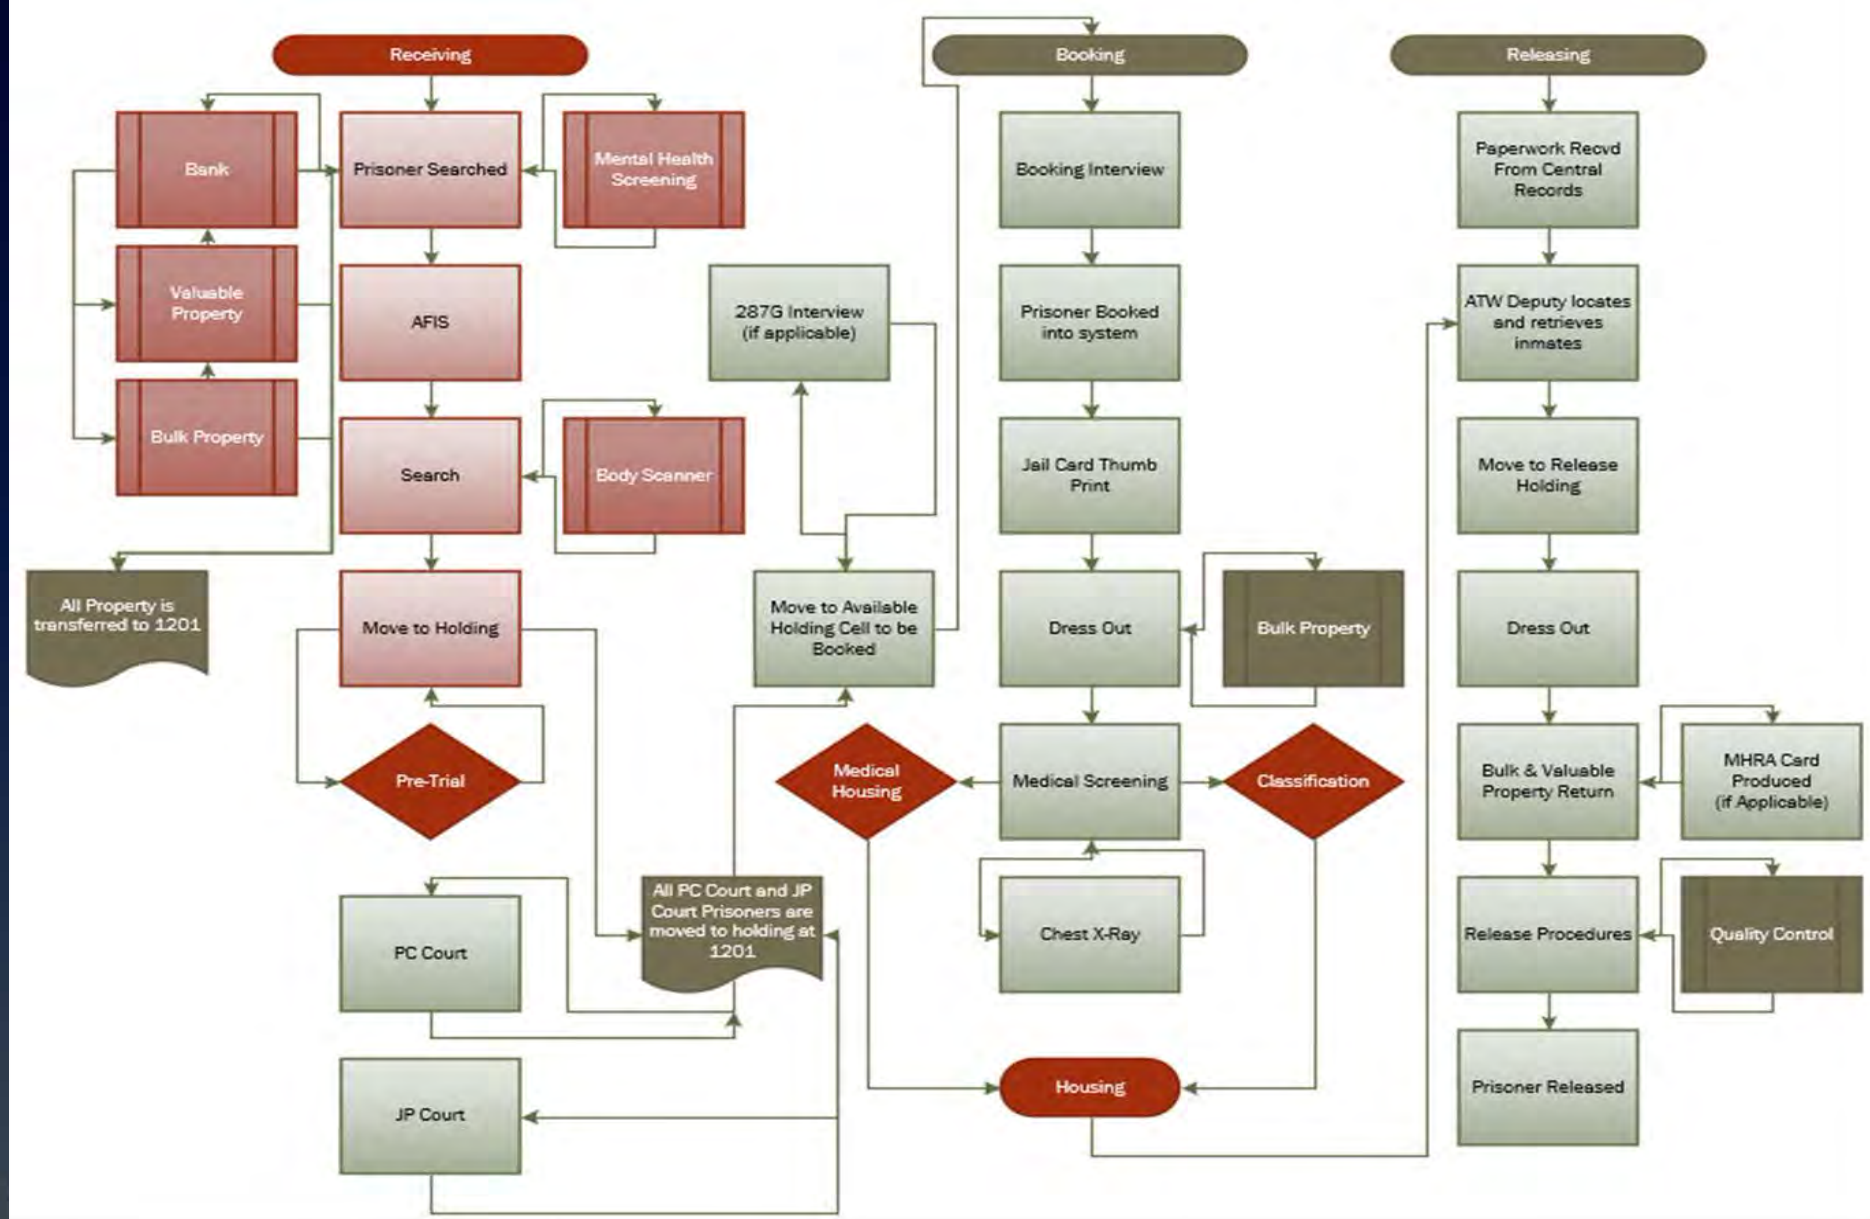 Receiving
Bank
Prisoner Searched
Mental Health
Screening
Valuable
Property
AFIS
Bulk Property
Search
Body Scanner
All Property is
transferred to 1201
Move to Holding
Pre-Trial
PC Court
JP Court
All PC Court and JP
Court Prisoners are
moved to holding at
1201
287G Interview
(if applicable)
Move to Available
Holding Cell to be
Booked
Booking
Booking Interview
Prisoner Booked
into system
Jail Card Thumb
Print
Dress Out
Bulk Property
Medical
Housing
Medical Screening
Classification
Chest X-Ray
Housing
Releasing
Paperwork Recvd
From Central
Records
ATW Deputy locates
and retrieves
inmates
Move to Release
Holding
Dress Out
Bulk & Valuable
Property Return
MHRA Card
Produced
(if Applicable)
Release Procedures
Quality Control
Prisoner Released